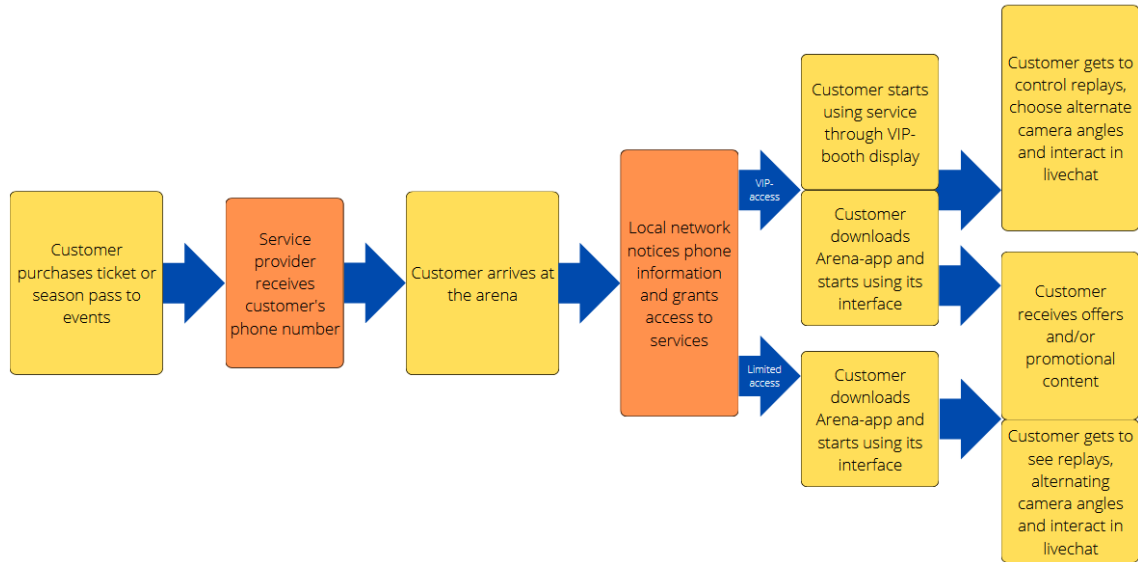 Customer
purchases ticket or
season pass to
events
Service
provider
receives
customer's
phone number
Customer arrives at
the arena
Local network
notices phone
information
and grants
access to
services
VIP-
access
Limited
access
Customer starts
using service
through VIP-
booth display
Customer
downloads
Arena-app and
starts using its
interface
Customer
downloads
Arena-app and
starts using its
interface
Customer gets to
control replays,
choose alternate
camera angles
and interact in
livechat
Customer
receives offers
and/or
promotional
content
Customer gets to
see replays,
alternating
camera angles
and interact in
livechat